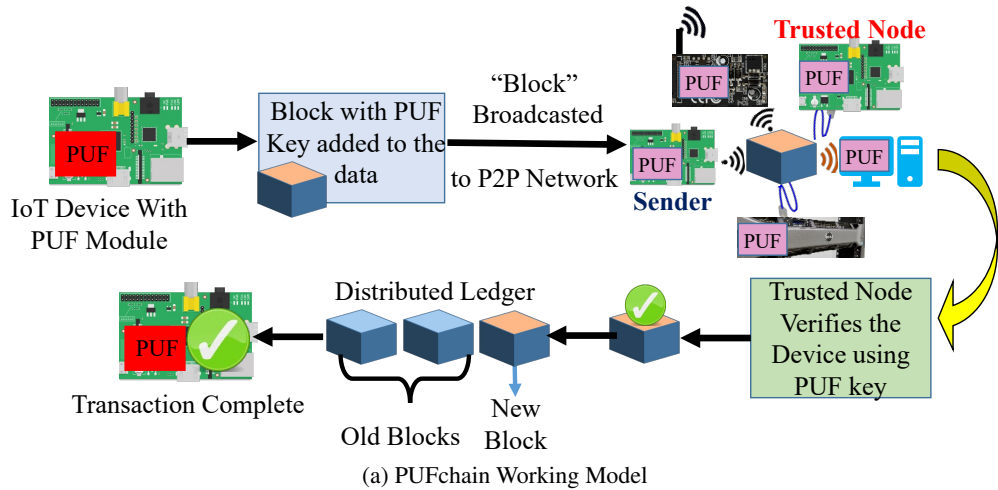 Trusted Node
PUF
PUF
"Block"
Broadcasted
to P2P Network
Block with PUF
Key added to the
data
PUF
IoT Device With
PUF Module
PUF
Sender
PUF
PUF
Distributed Ledger
Trusted Node
Verifies the
Device using
PUF key
PUF
Transaction Complete
Old Blocks
New
Block
(a) PUFchain Working Model